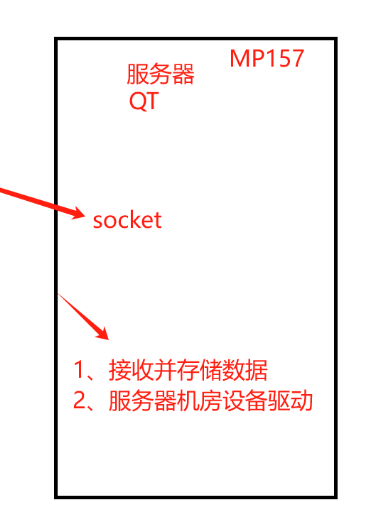 MP157
服务器
QT
socket
1、接收并存储数据
2、服务器机房设备驱动